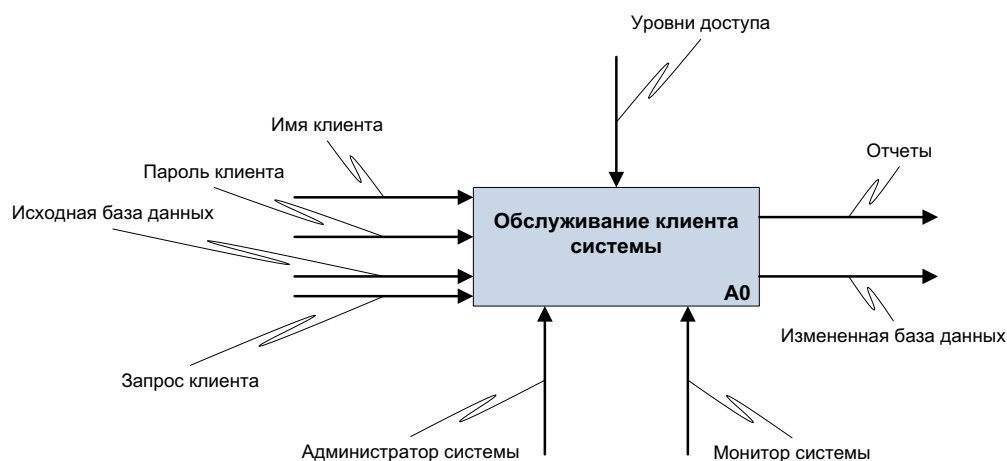 Уровни доступа
Имя клиента
Отчеты
Пароль клиента
Исходная база данных
Обслуживание клиента
системы
A0
Измененная база данных
Запрос клиента
Администратор системы
Монитор системы